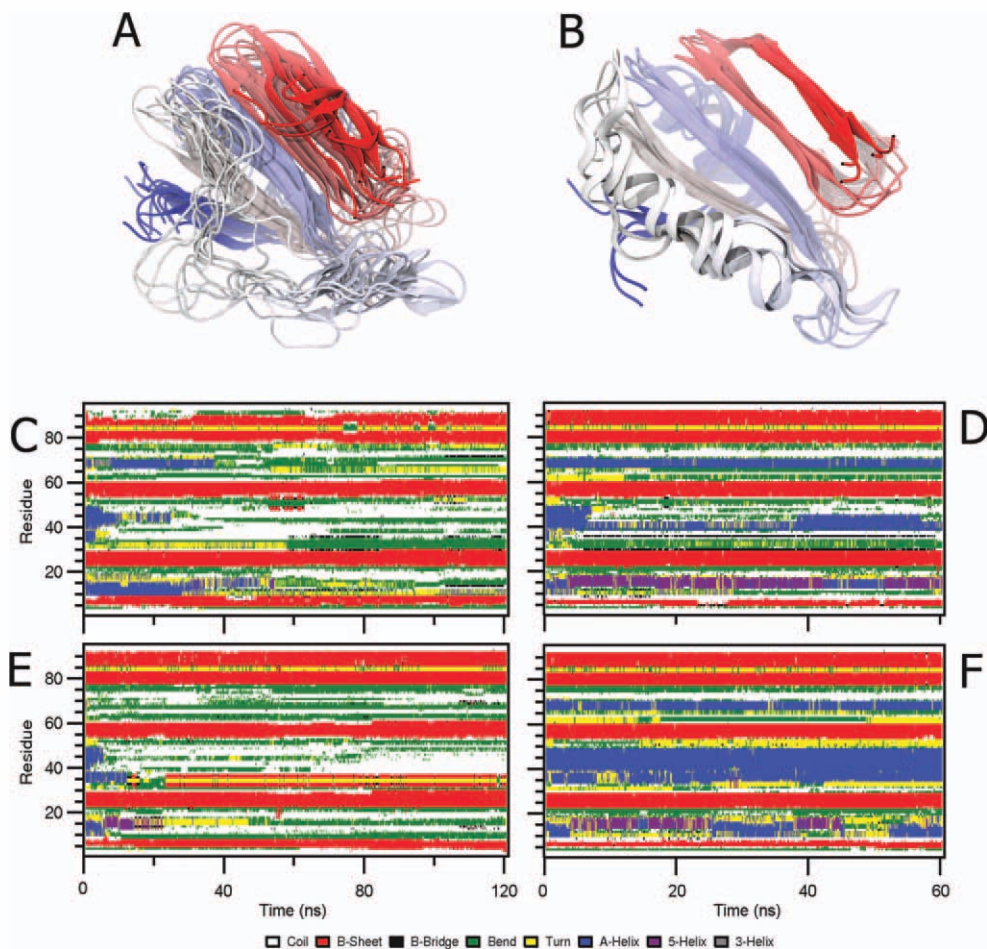 A
B
C
D
80
60
40
20
Residue
E
F
80
60
40
20
Residue
0
40
80
120
0
20
40
60
Time (ns)
Time (ns)
Coil B-Sheet B-Bridge Bend Turn A-Helix 5-Helix 3-Helix